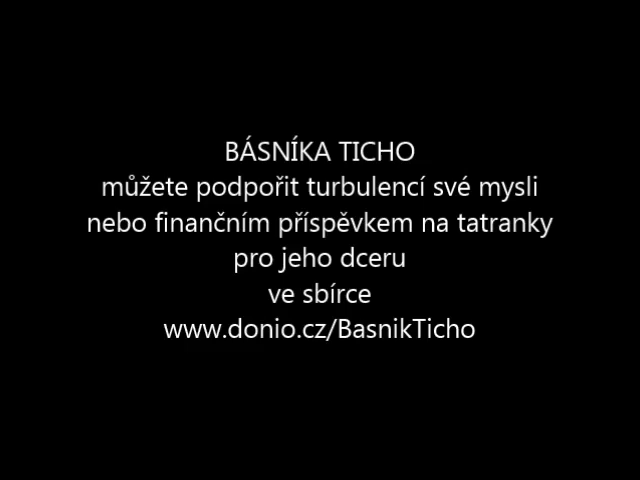 BÁSNÍKA TICHO
můžete podpořit turbulencí své mysli
nebo finančním příspěvkem na tatranky
pro jeho dceru
ve sbírce
www.donio.cz/BasnikTicho